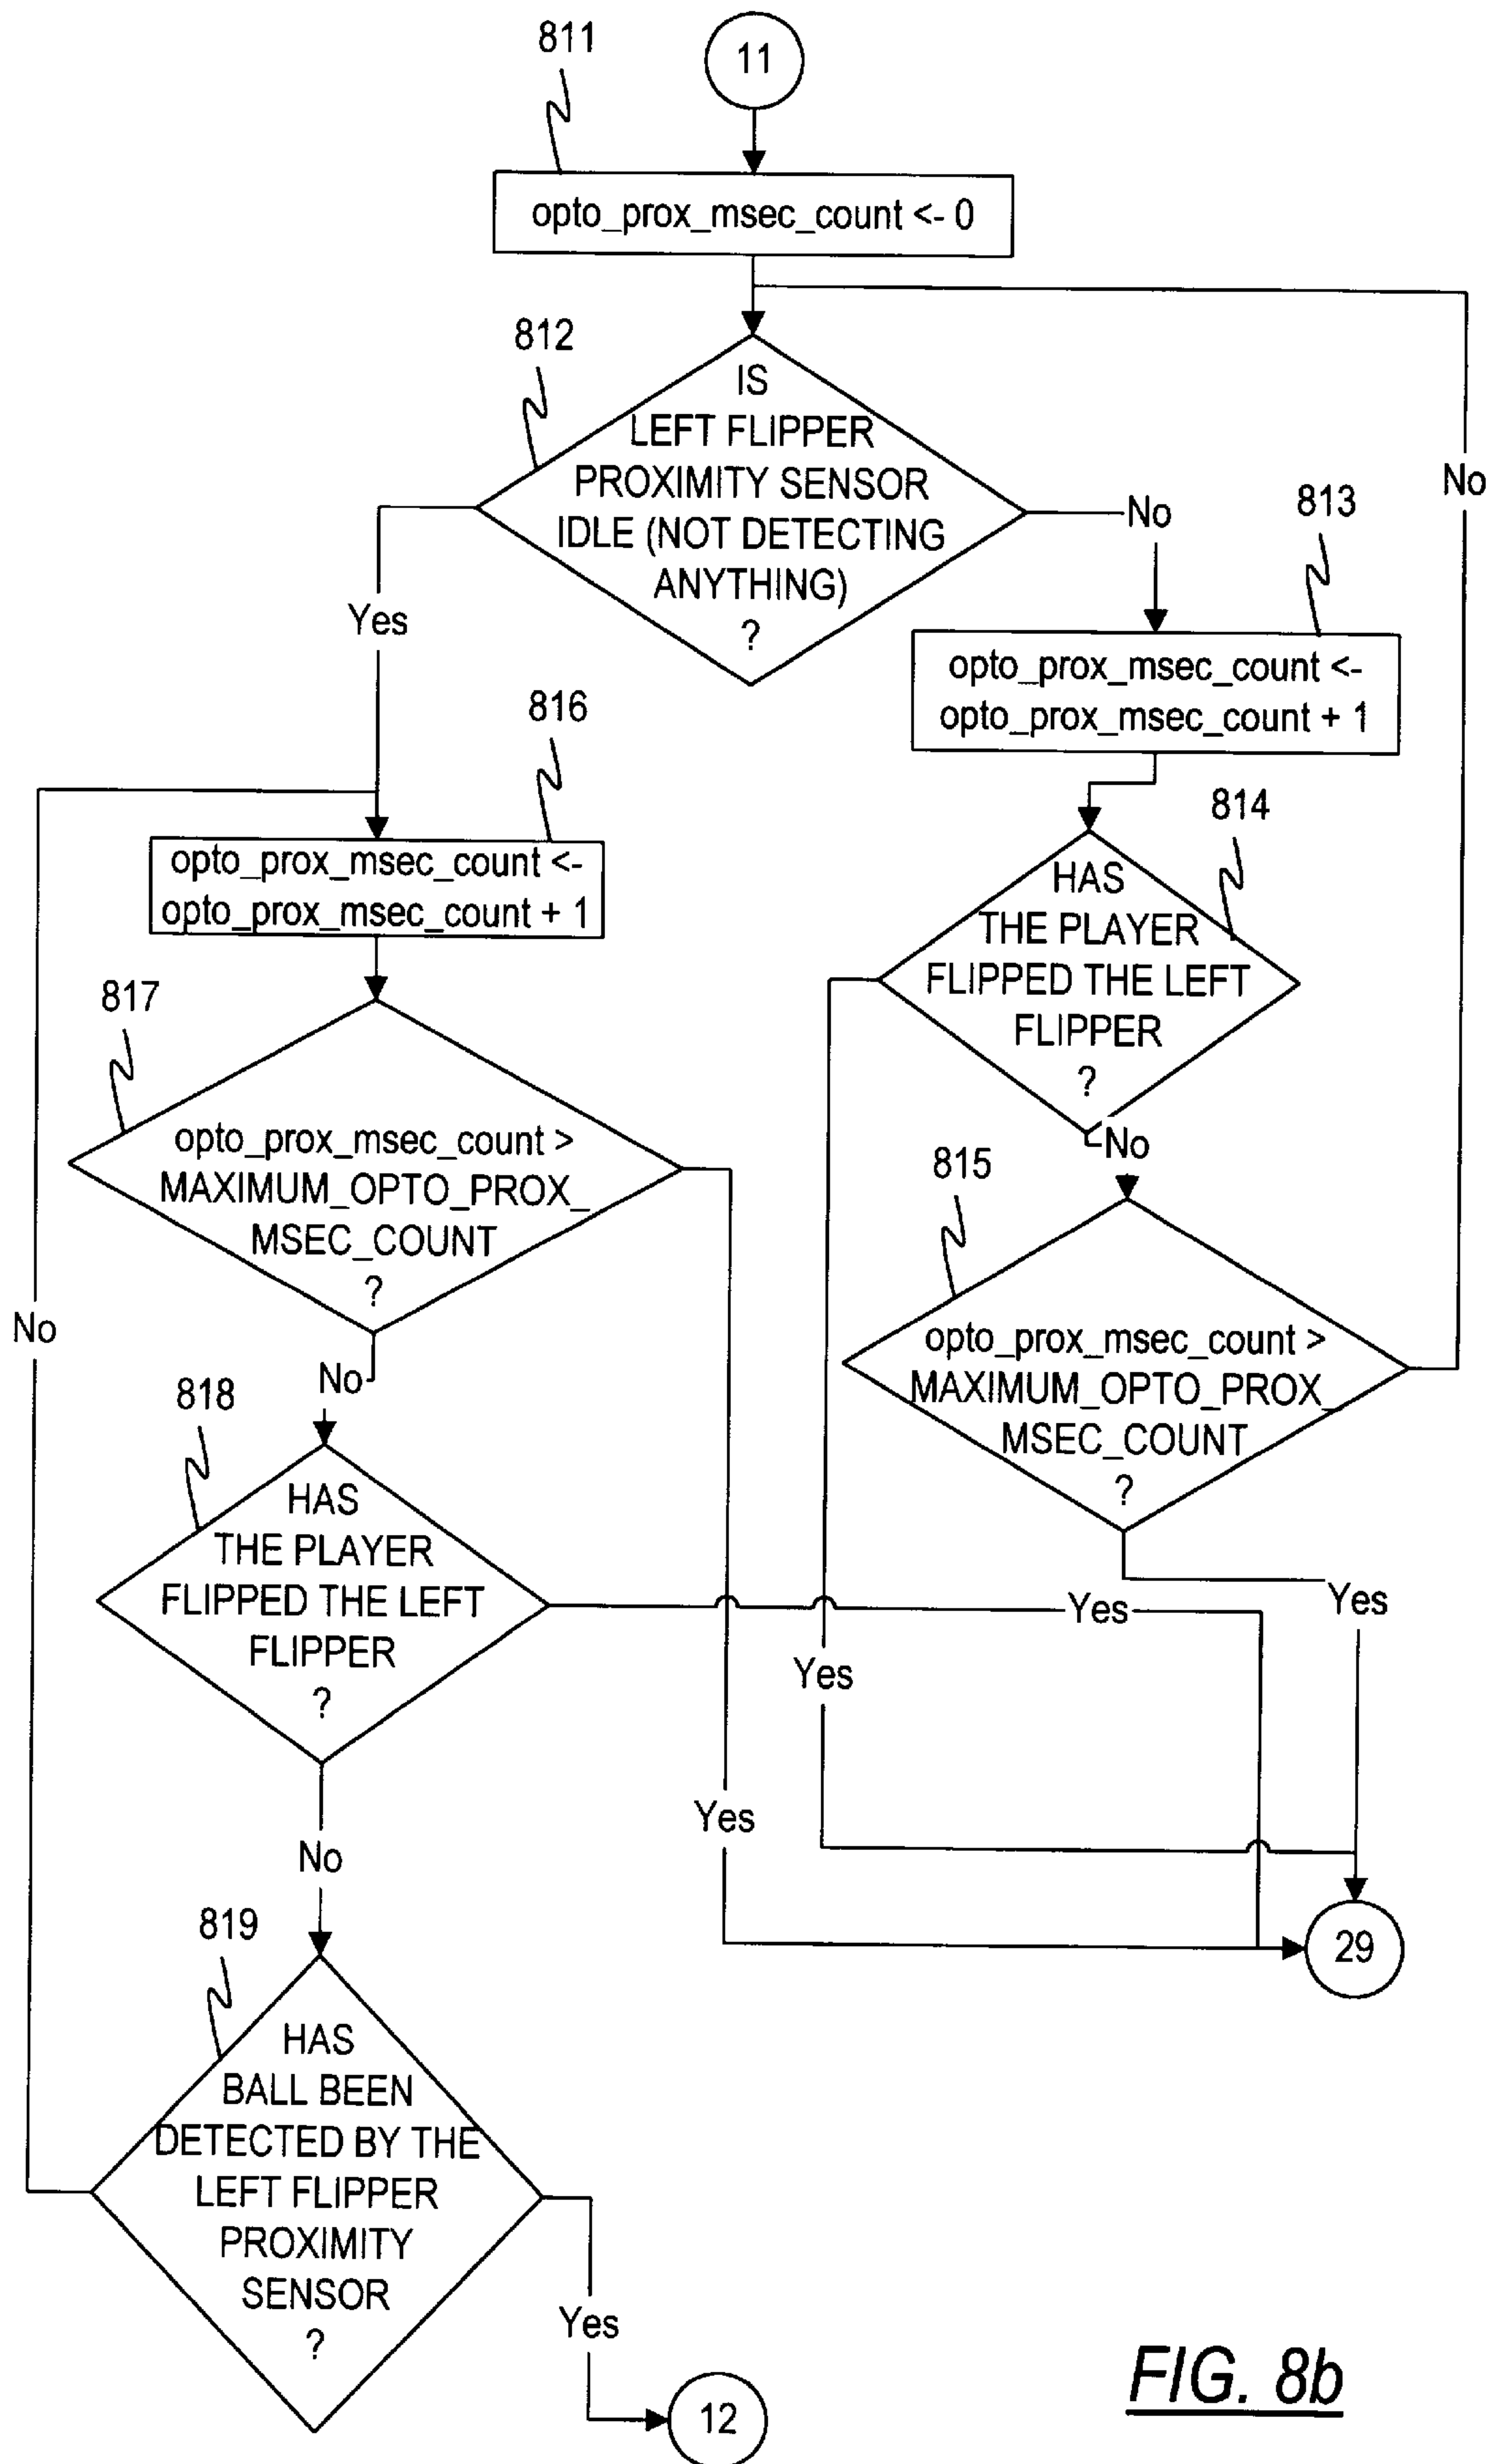 811
11
opto_prox_msec_count <- 0
812
IS
LEFT FLIPPER
PROXIMITY SENSOR
IDLE (NOT DETECTING
ANYTHING)
?
No
813
No
Yes
opto_prox_msec_count <-
opto_prox_msec_count + 1
816
opto_prox_msec_count <-
opto_prox_msec_count + 1
814
HAS
THE PLAYER
FLIPPED THE LEFT
FLIPPER
?
No
817
opto_prox_msec_count >
MAXIMUM_OPTO_PROX_
MSEC_COUNT
?
No
No
815
opto_prox_msec_count >
MAXIMUM_OPTO_PROX_
MSEC_COUNT
?
Yes
818
HAS
THE PLAYER
FLIPPED THE LEFT
FLIPPER
?
Yes
Yes
Yes
No
29
819
HAS
BALL BEEN
DETECTED BY THE
LEFT FLIPPER
PROXIMITY
SENSOR
?
Yes
12
FIG. 8b